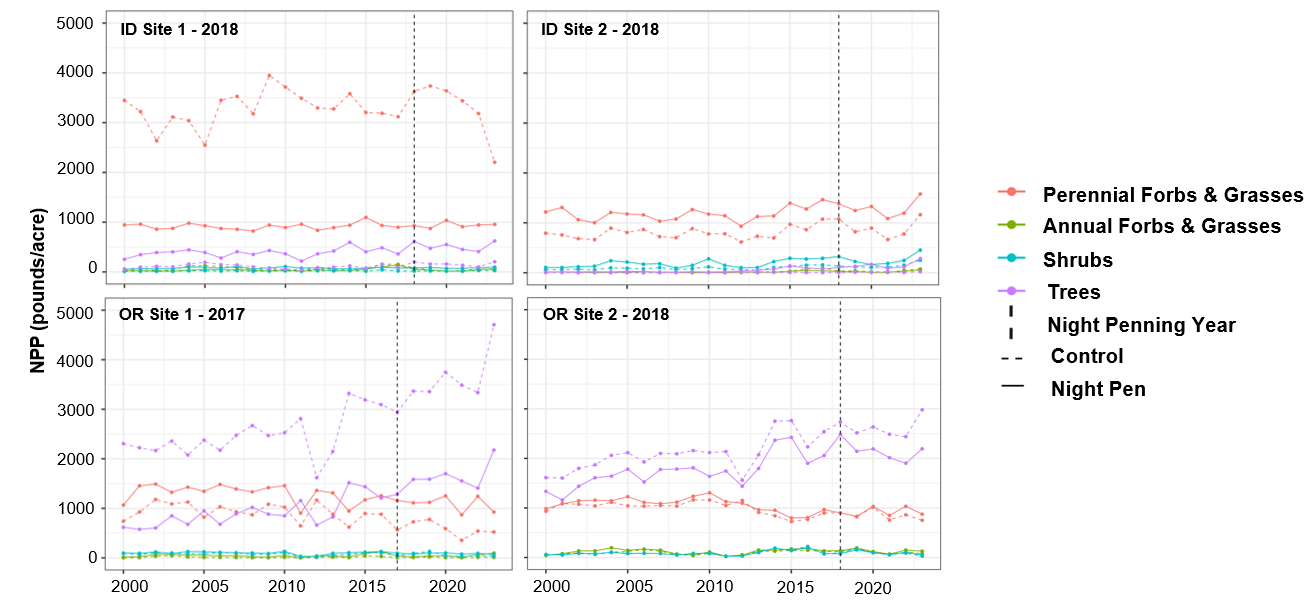 ID Site 1 - 2018
ID Site 2 - 2018
5000
4000
3000
2000
1000
0
OR Site 1 - 2017
OR Site 2 - 2018
5000
4000
3000
2000
1000
0
NPP (pounds/acre)
2000 2005 2010 2015 2020
2000 2005 2010 2015 2020
Perennial Forbs & Grasses
Annual Forbs & Grasses
Shrubs
Trees
Night Penning Year
Control
Night Pen